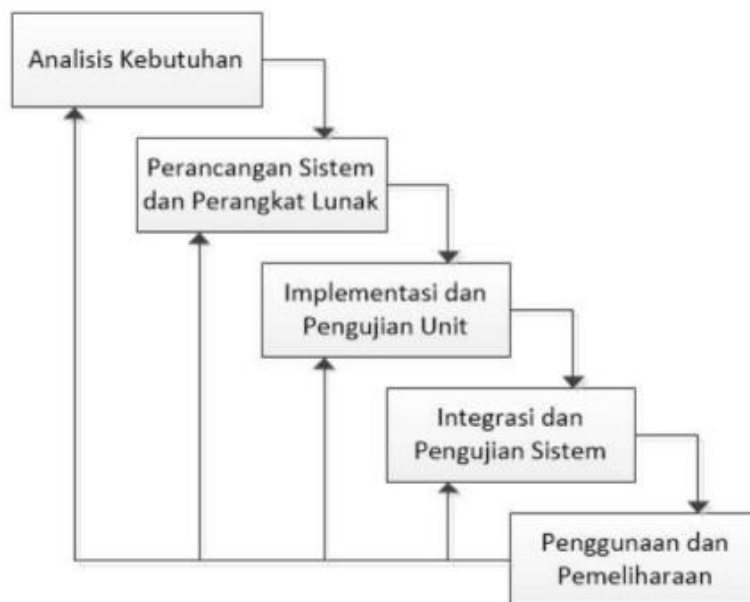 Analisis Kebutuhan
Perancangan Sistem
dan Perangkat Lunak
Implementasi dan
Pengujian Unit
Integrasi dan
Pengujian Sistem
Penggunaan dan
Pemeliharaan